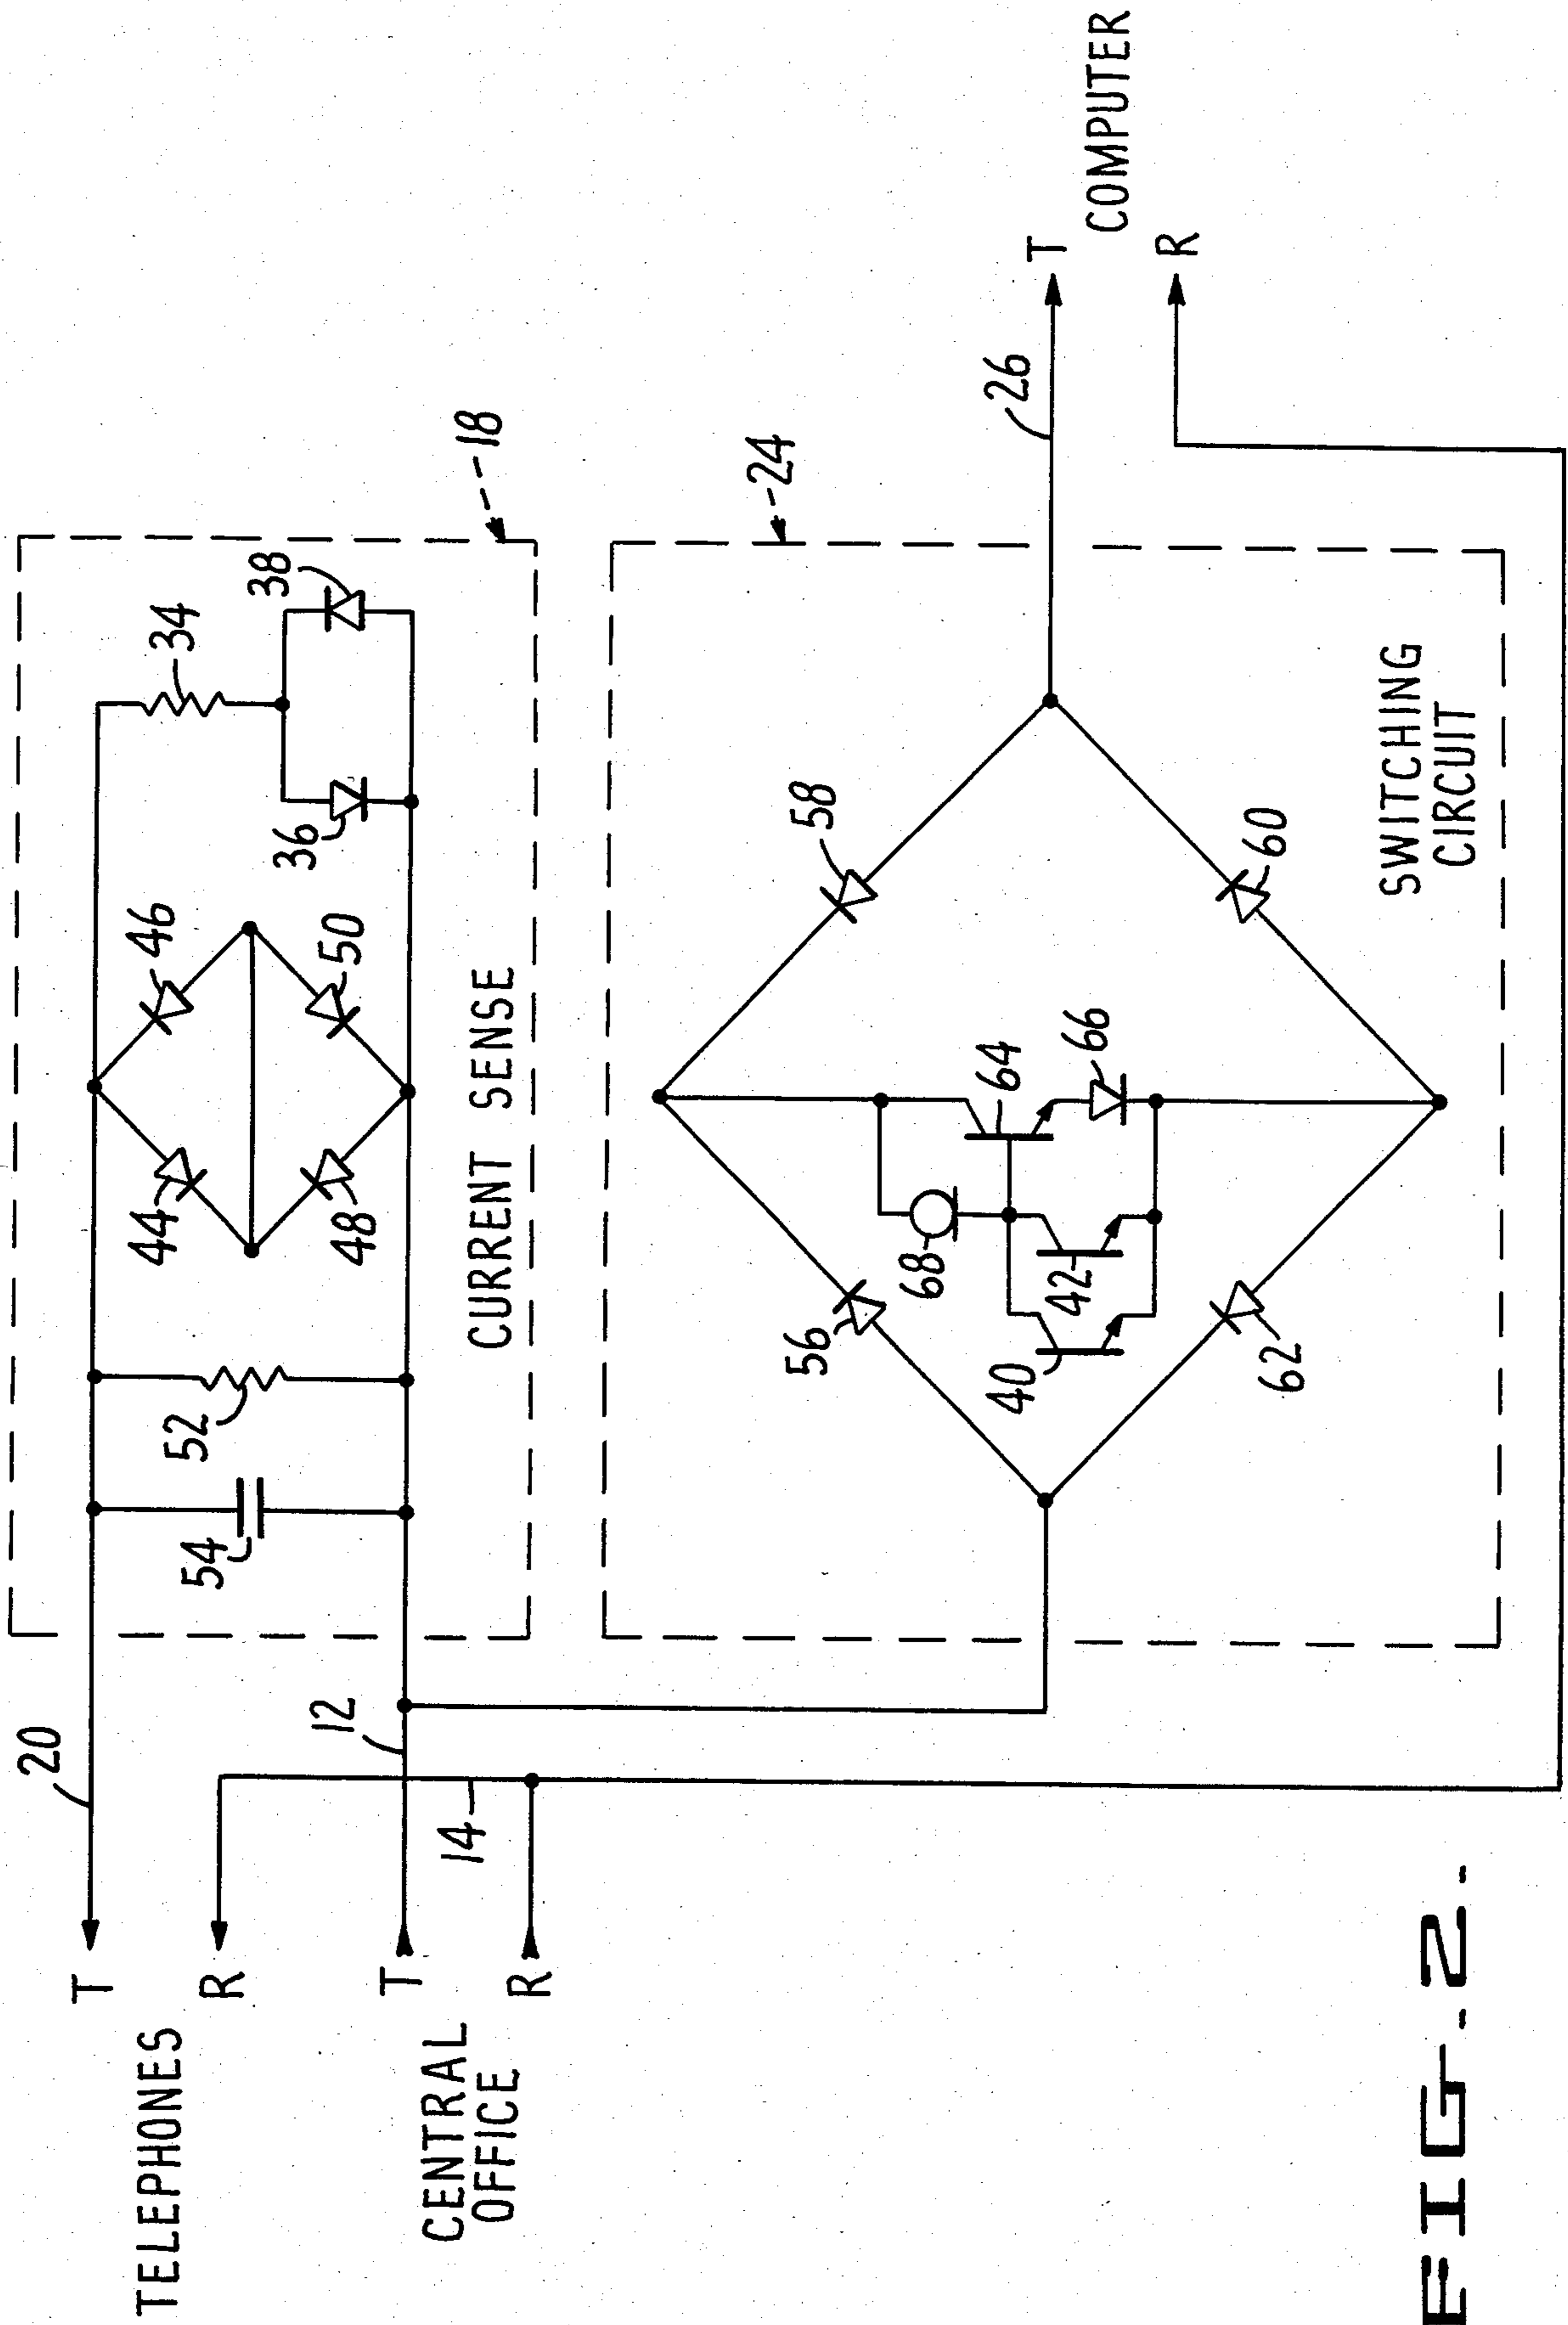 TELEPHONES
T
R
20
CENTRAL
OFFICE
T
R
12
14
18
54
52
44
46
48
50
34
36
38
CURRENT SENSE
24
56
58
68
64
66
40
42
62
60
SWITCHING
CIRCUIT
26
T
R
COMPUTER
FIG. 2.